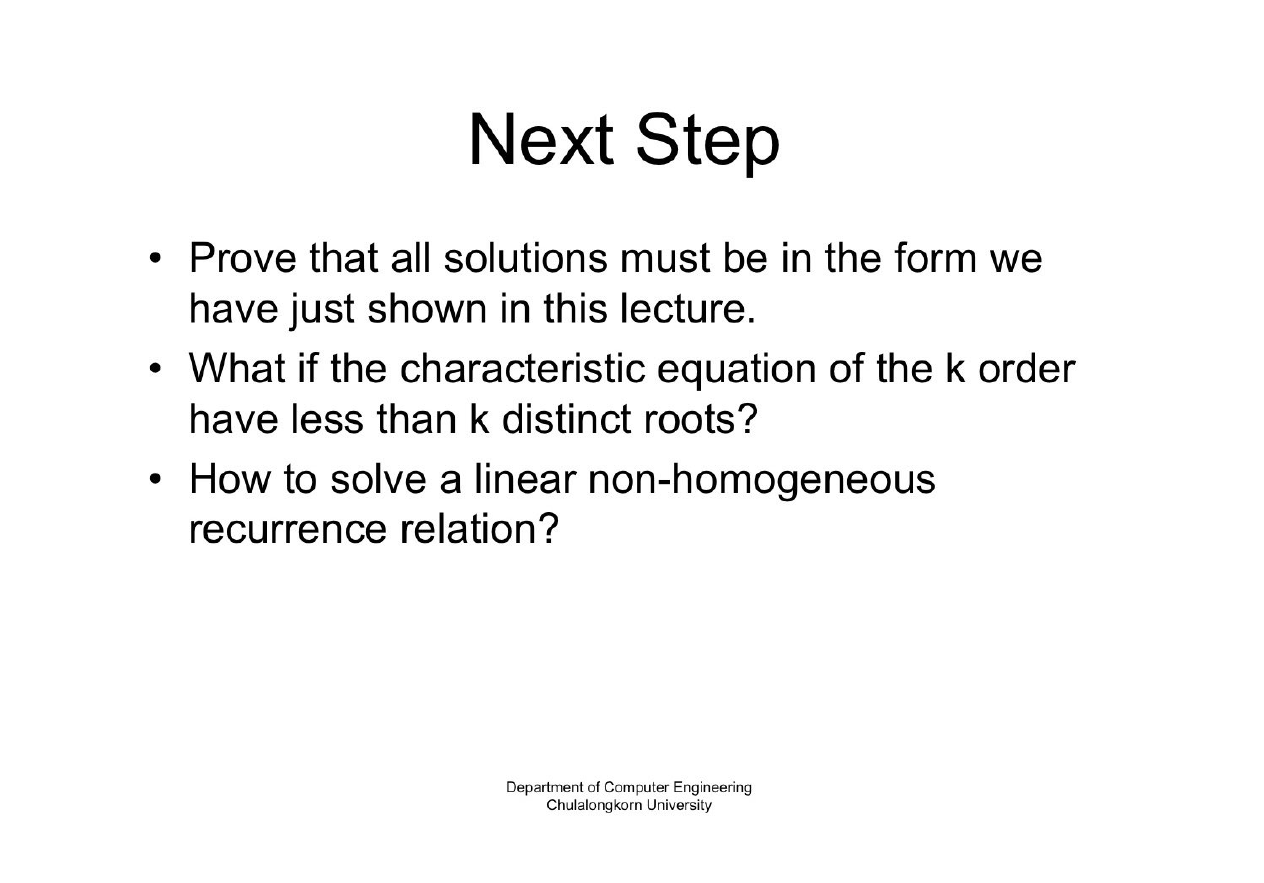 Next Step
• Prove that all solutions must be in the form we
have just shown in this lecture.
• What if the characteristic equation of the k order
have less than k distinct roots?
• How to solve a linear non-homogeneous
recurrence relation?
Department of Computer Engineering
Chulalongkorn University